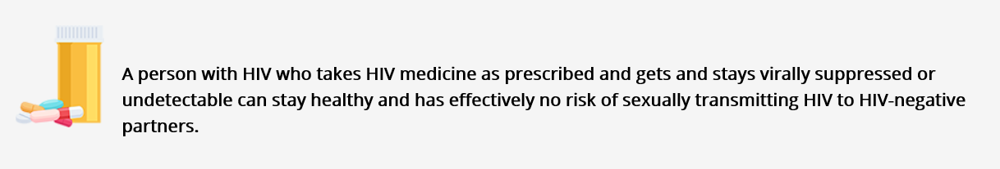 A person with HIV who takes HIV medicine as prescribed and gets and stays virally suppressed or
undetectable can stay healthy and has effectively no risk of sexually transmitting HIV to HIV-negative
partners.